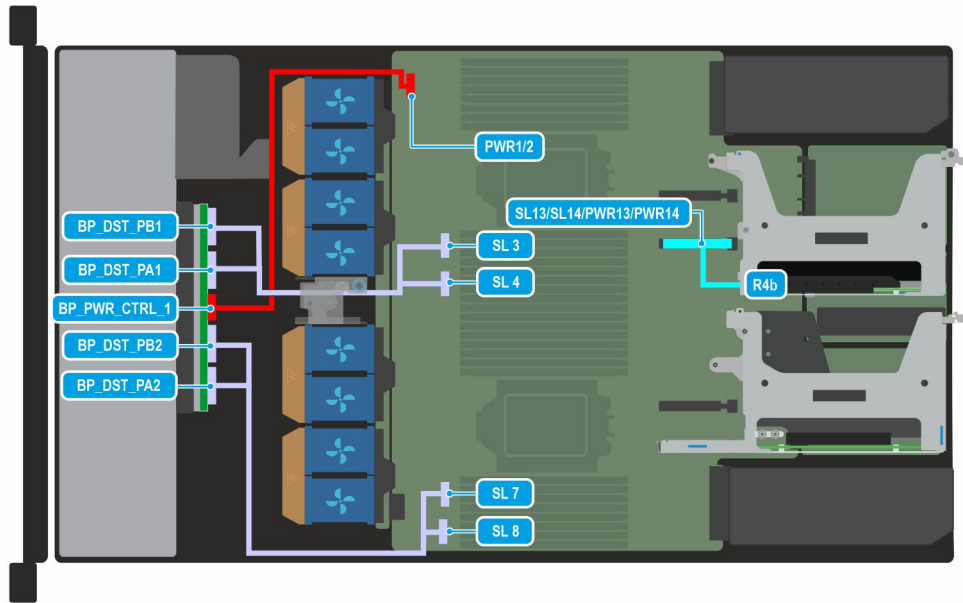 PWR1/2
SL13/SL14/PWR13/PWR14
BP_DST_PB1
SL 3
BP_DST_PA1
SL 4
R4b
BP_PWR_CTRL_1
BP_DST_PB2
BP_DST_PA2
SL 7
SL 8